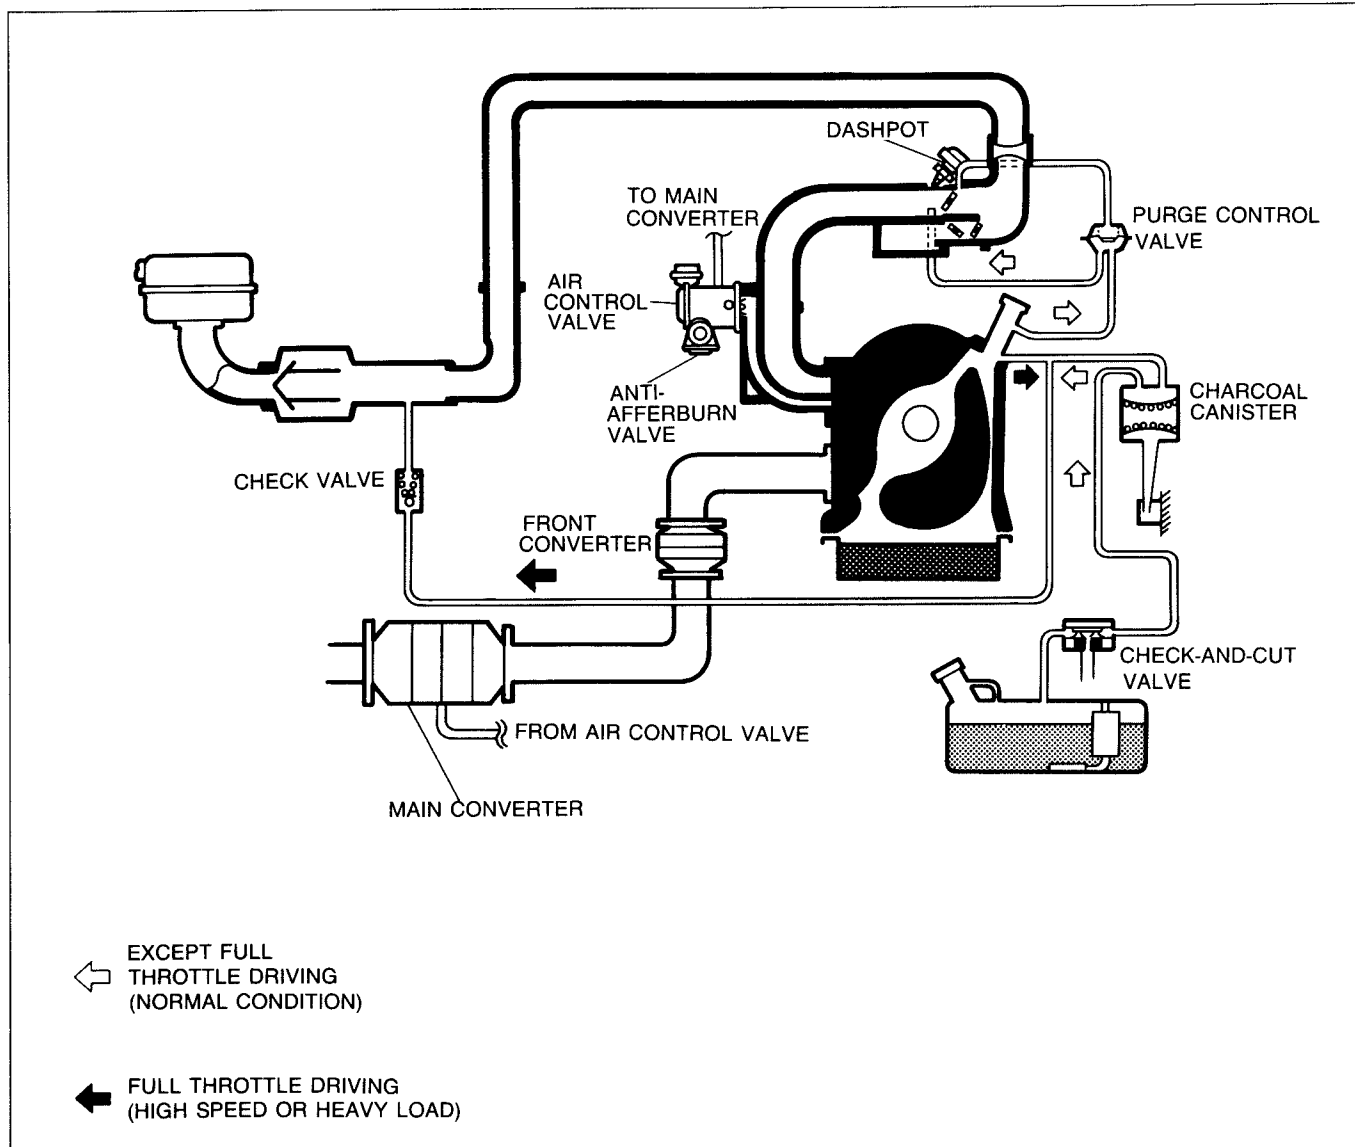 DASHPOT
TO MAIN
CONVERTER
PURGE CONTROL
VALVE
AIR
CONTROL
VALVE
ANTI-
AFFERBURN
VALVE
CHARCOAL
CANISTER
CHECK VALVE
FRONT
CONVERTER
CHECK-AND-CUT
VALVE
FROM AIR CONTROL VALVE
MAIN CONVERTER
EXCEPT FULL
THROTTLE DRIVING
(NORMAL CONDITION)
FULL THROTTLE DRIVING
(HIGH SPEED OR HEAVY LOAD)